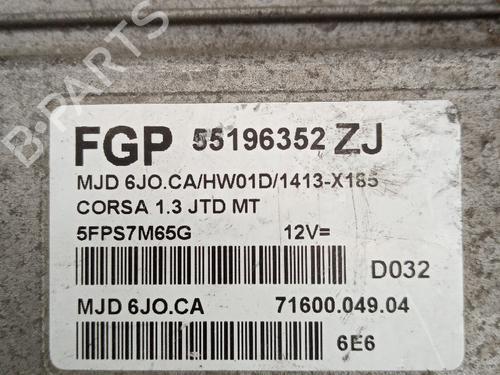 B-PARTS
FGP 55196352 ZJ
MJD 6JO.CA/HW01D/1413-X185
CORSA 1.3 JTD MT
5FPS7M65G 12V=
D032
MJD 6JO.CA 71600.049.04
6E6